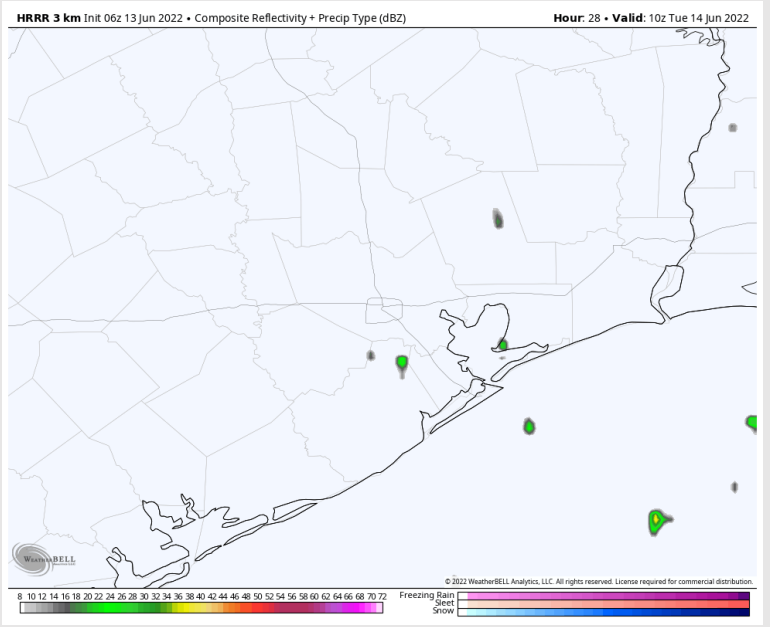 HRRR 3 km Init 06z 13 Jun 2022 • Composite Reflectivity + Precip Type (dBZ)
Hour: 28 • Valid: 10z Tue 14 Jun 2022
WeatherBELL
© 2022 WeatherBELL Analytics, LLC. All rights reserved. License required for commercial distribution.
8 10 12 14 16 18 20 22 24 26 28 30 32 34 36 38 40 42 44 46 48 50 52 54 56 58 60 62 64 66 68 70 72
Freezing Rain
Sleet
Snow